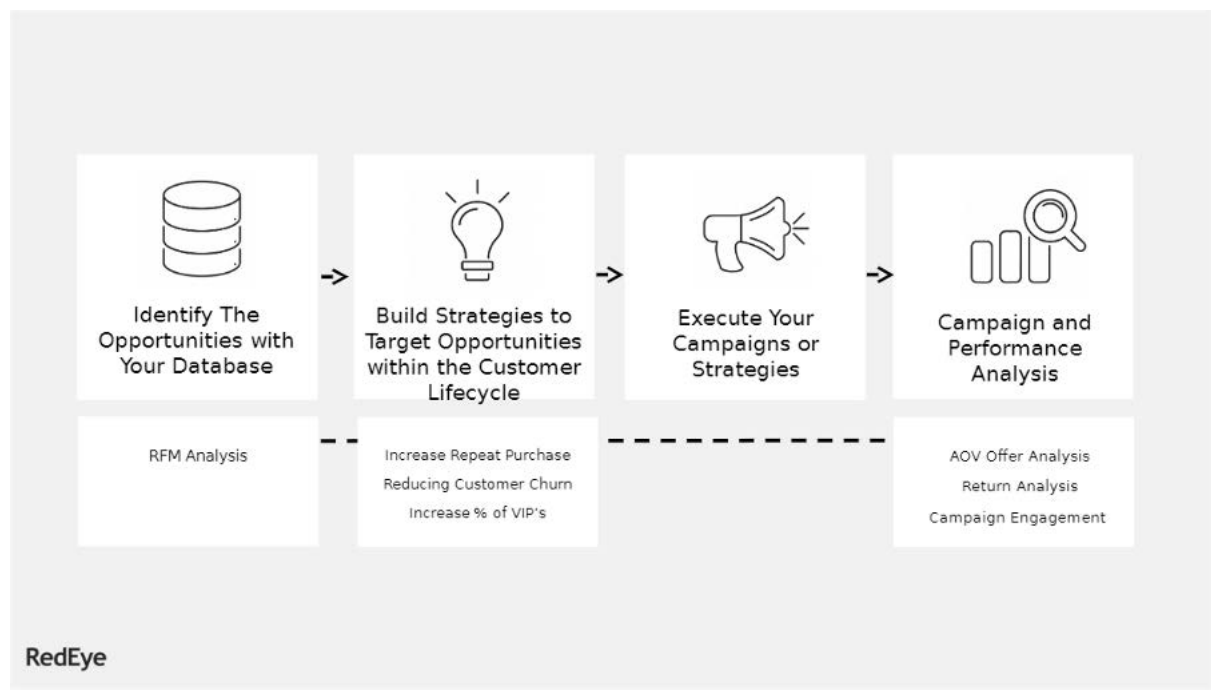 Identify The
Opportunities with
Your Database
Build Strategies to
Target Opportunities
within the Customer
Lifecycle
Execute Your
Campaigns or
Strategies
Campaign and
Performance
Analysis
RFM Analysis
Increase Repeat Purchase
Reducing Customer Churn
Increase % of VIP's
AOV Offer Analysis
Return Analysis
Campaign Engagement
RedEye